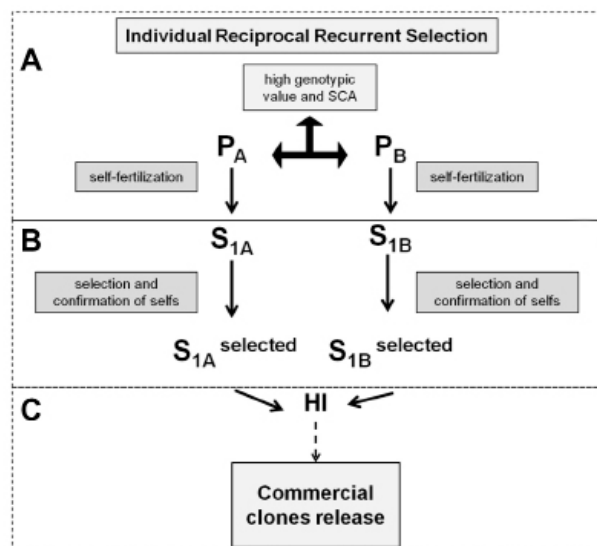 Individual Reciprocal Recurrent Selection
A
high genotypic
value and SCA
PA PB
self-fertilization self-fertilization
B
S1A S1B
selection and selection and
confirmation of selfs confirmation of selfs
S1A selected S1B selected
C
HI
Commercial
clones release